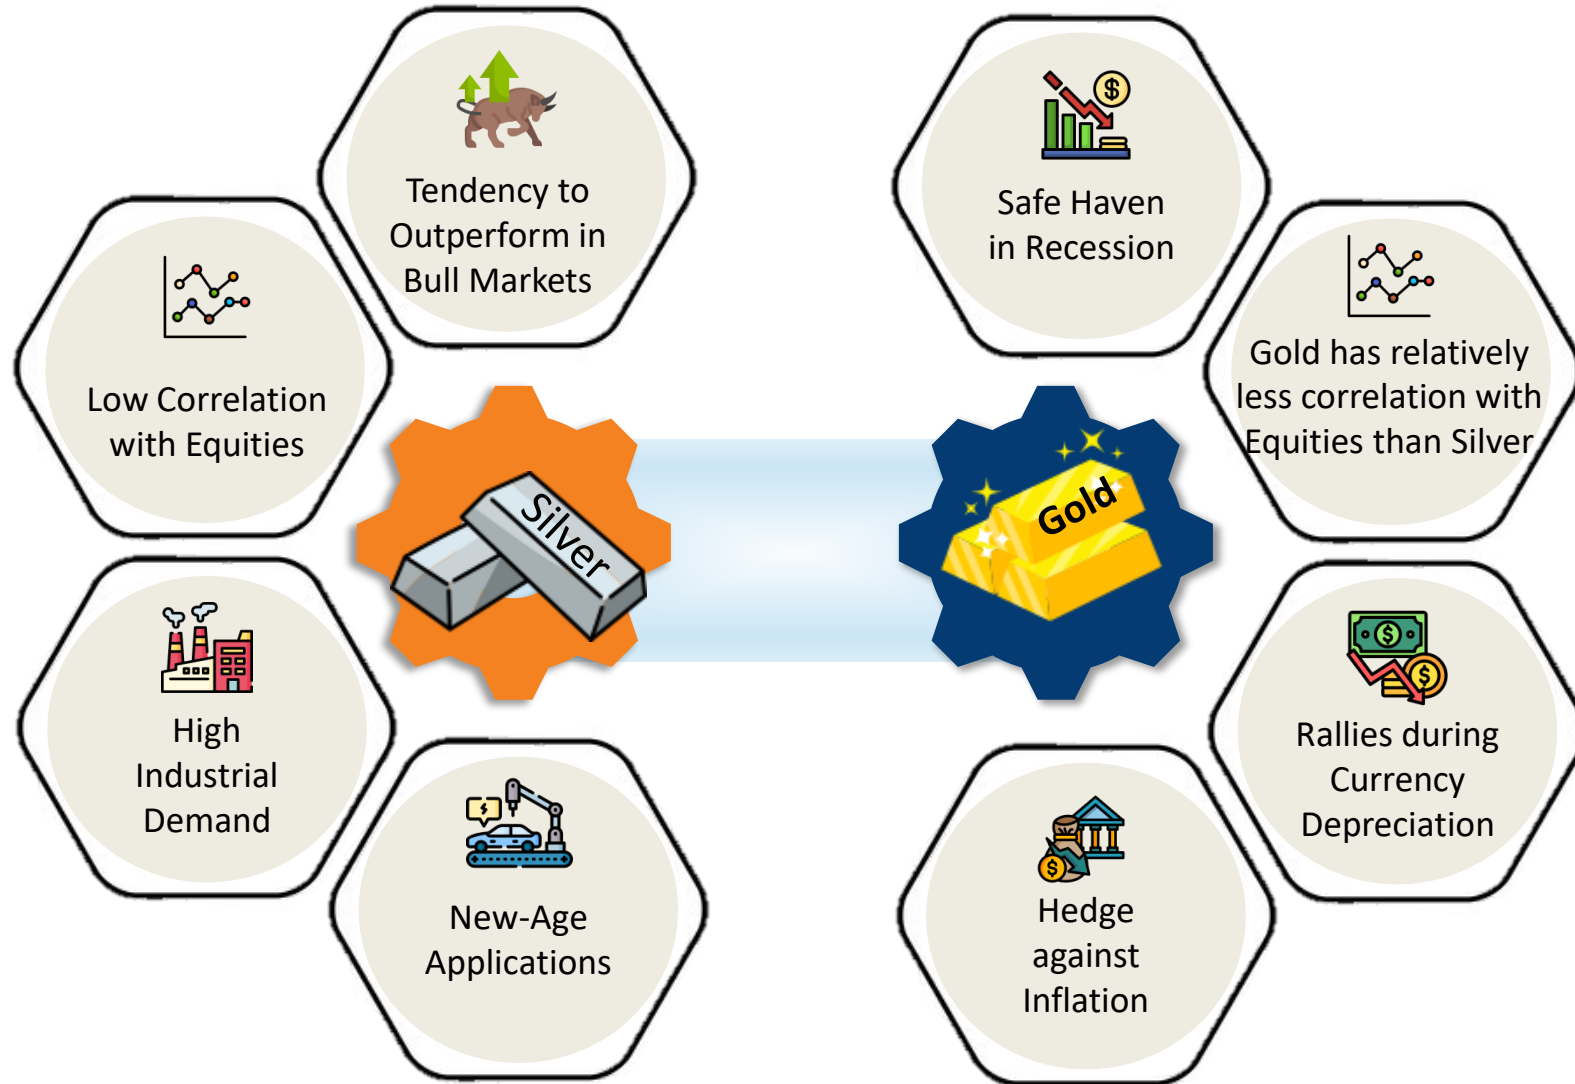 Tendency to
Outperform in
Bull Markets
Low Correlation
with Equities
Silver
High
Industrial
Demand
New-Age
Applications
Safe Haven
in Recession
Gold has relatively
less correlation with
Equities than Silver
Gold
Rallies during
Currency
Depreciation
Hedge
against
Inflation